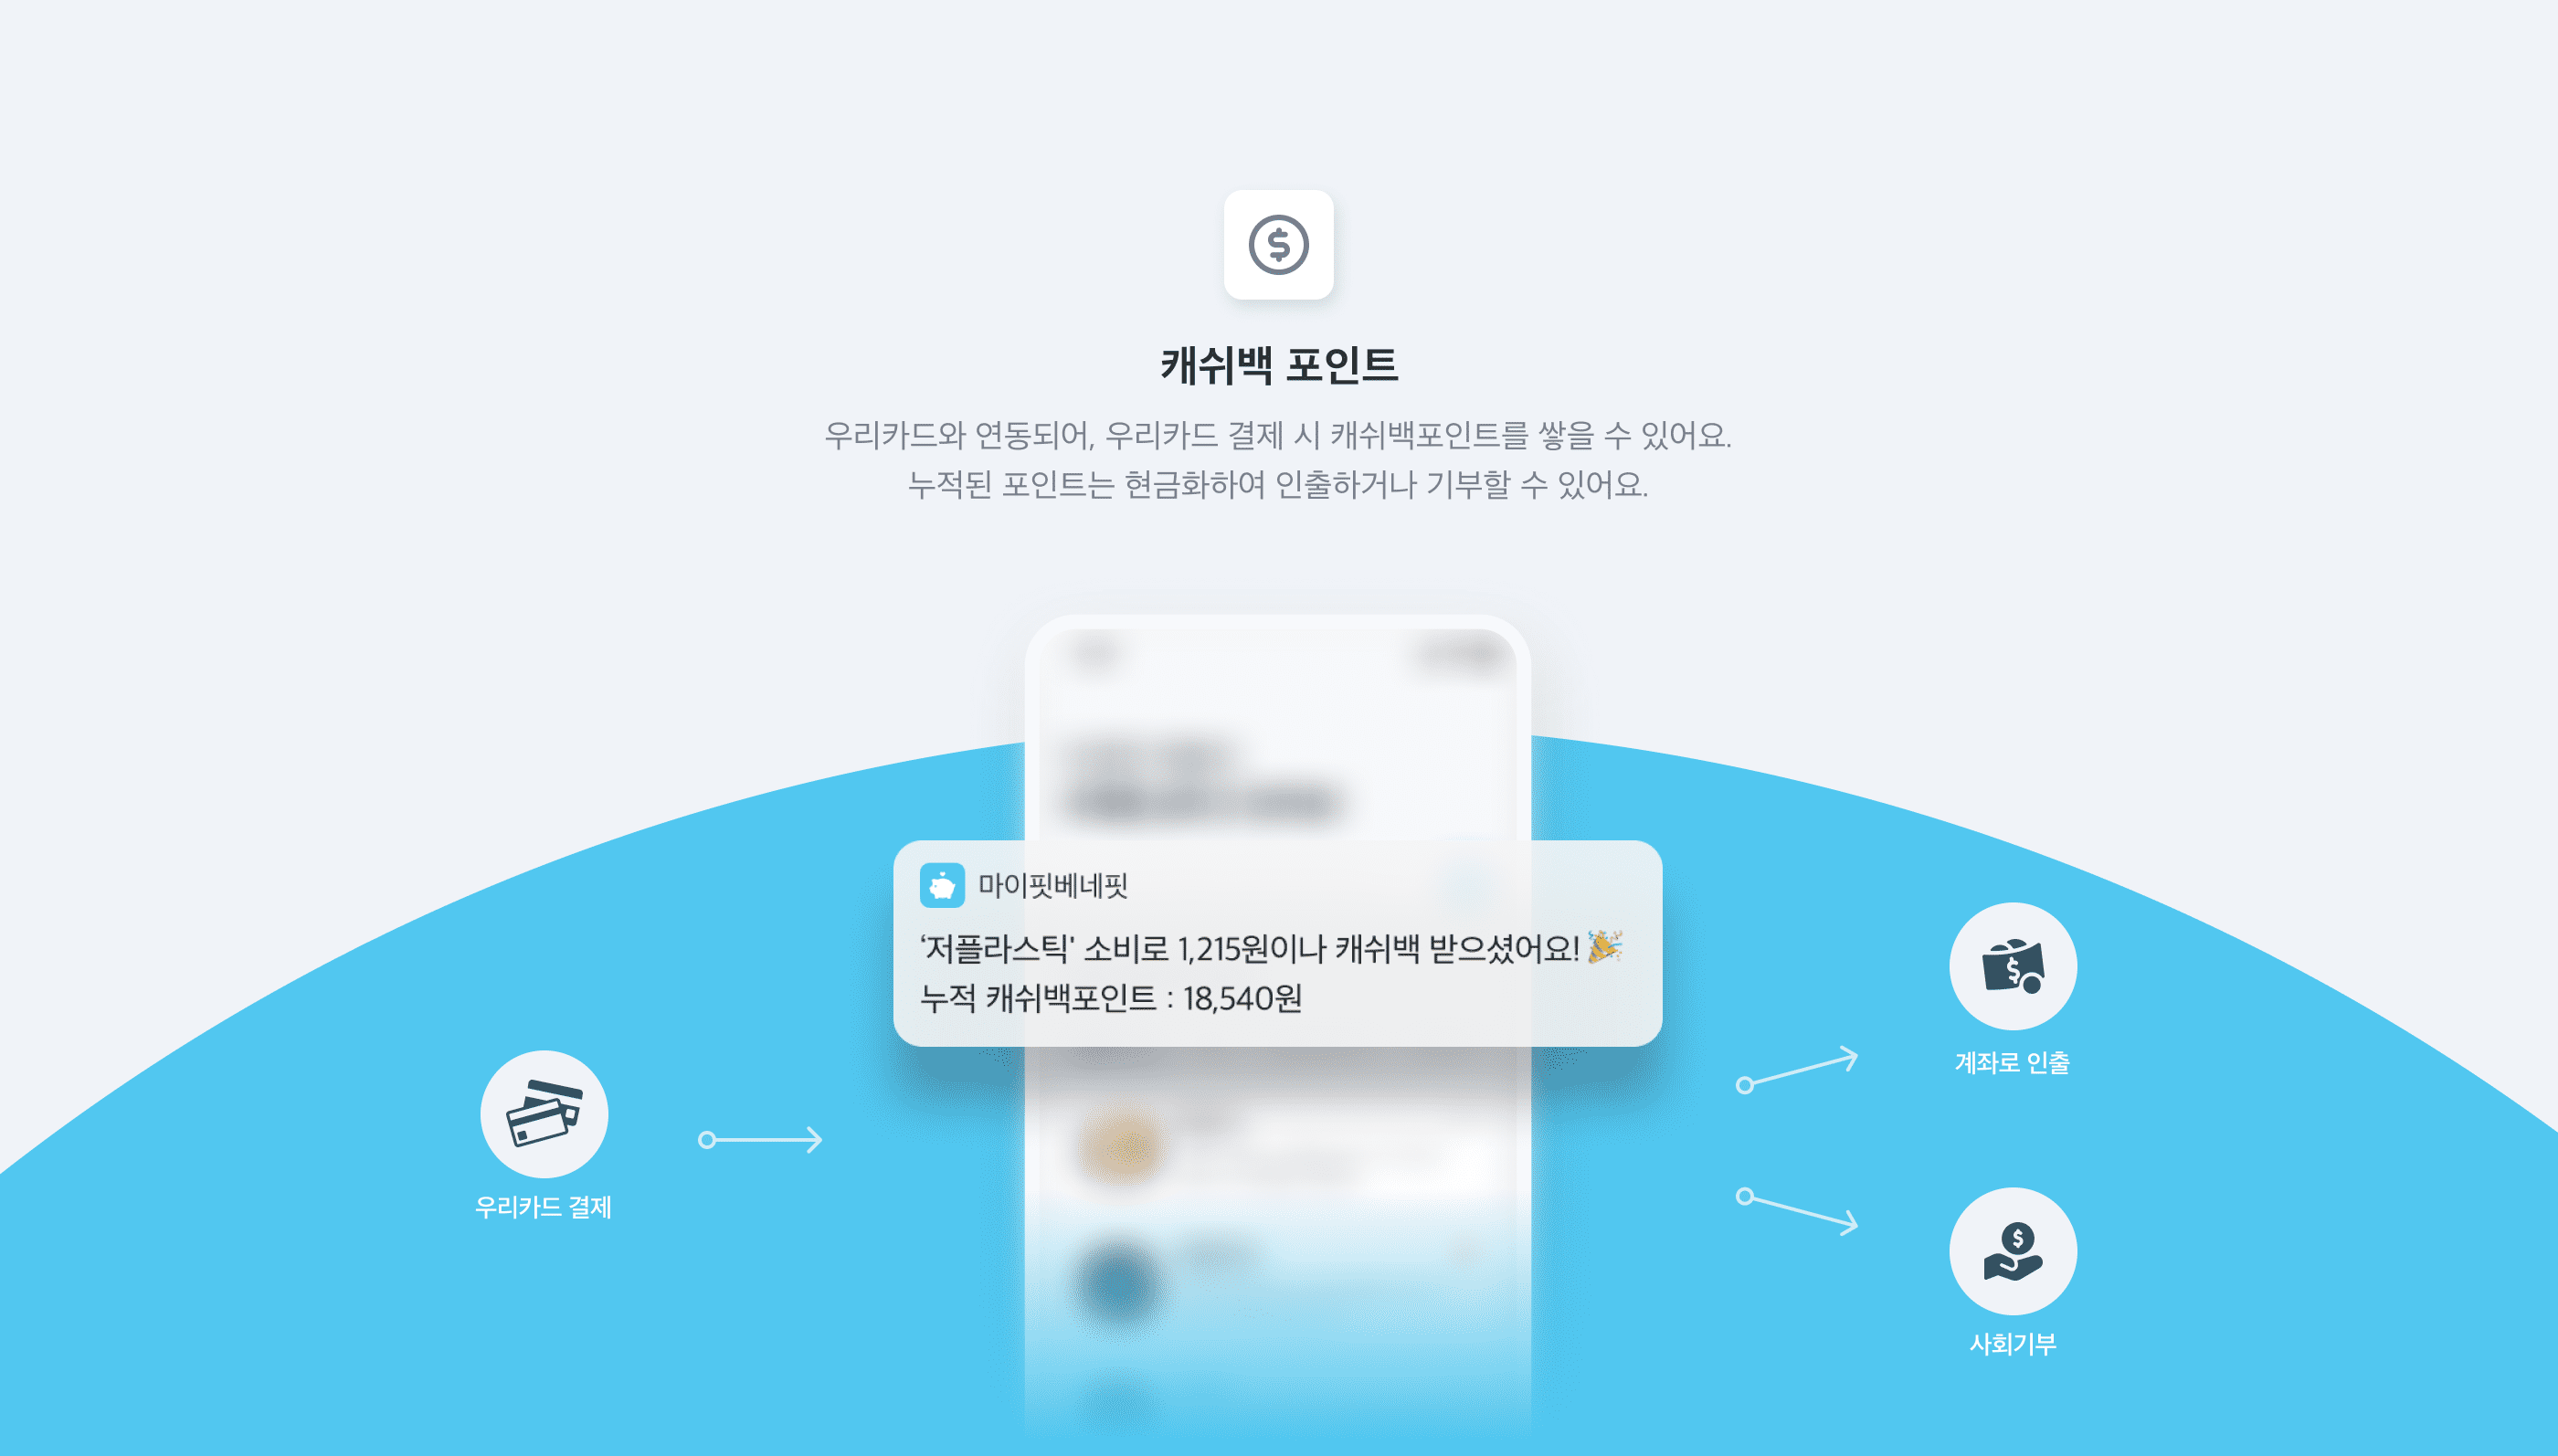 캐쉬백 포인트
우리카드와 연동되어, 우리카드 결제 시 캐쉬백포인트를 쌓을 수 있어요.
누적된 포인트는 현금화하여 인출하거나 기부할 수 있어요.
마이핏베네핏
‘저플라스틱' 소비로 1,215원이나 캐쉬백 받으셨어요! 🎉
누적 캐쉬백포인트 : 18,540원
우리카드 결제
계좌로 인출
사회기부